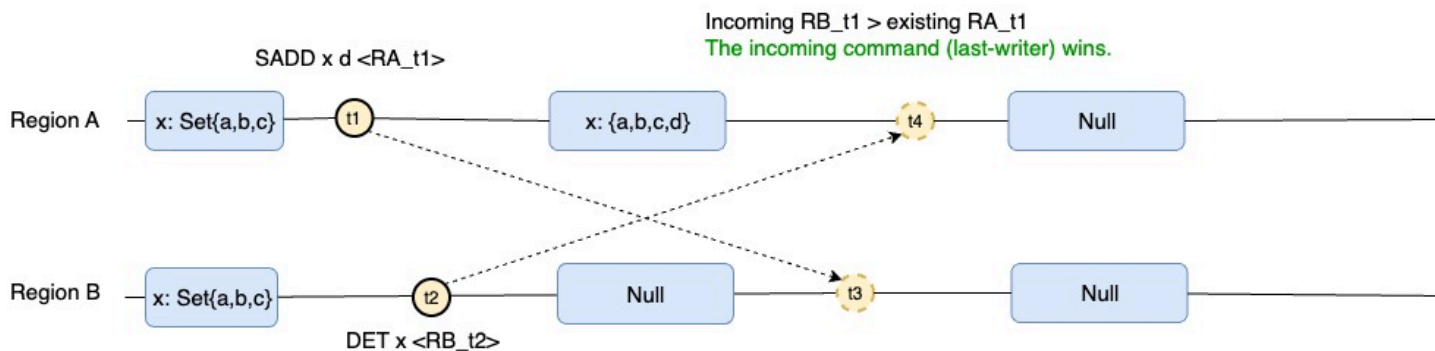 Incoming RB_t1 > existing RA_t1
The incoming command (last-writer) wins.
SADD x d <RA_t1>
Region A
x: Set{a,b,c}
t1
x: {a,b,c,d}
t4
Null
Region B
x: Set{a,b,c}
t2
Null
t3
Null
DET x <RB_t2>